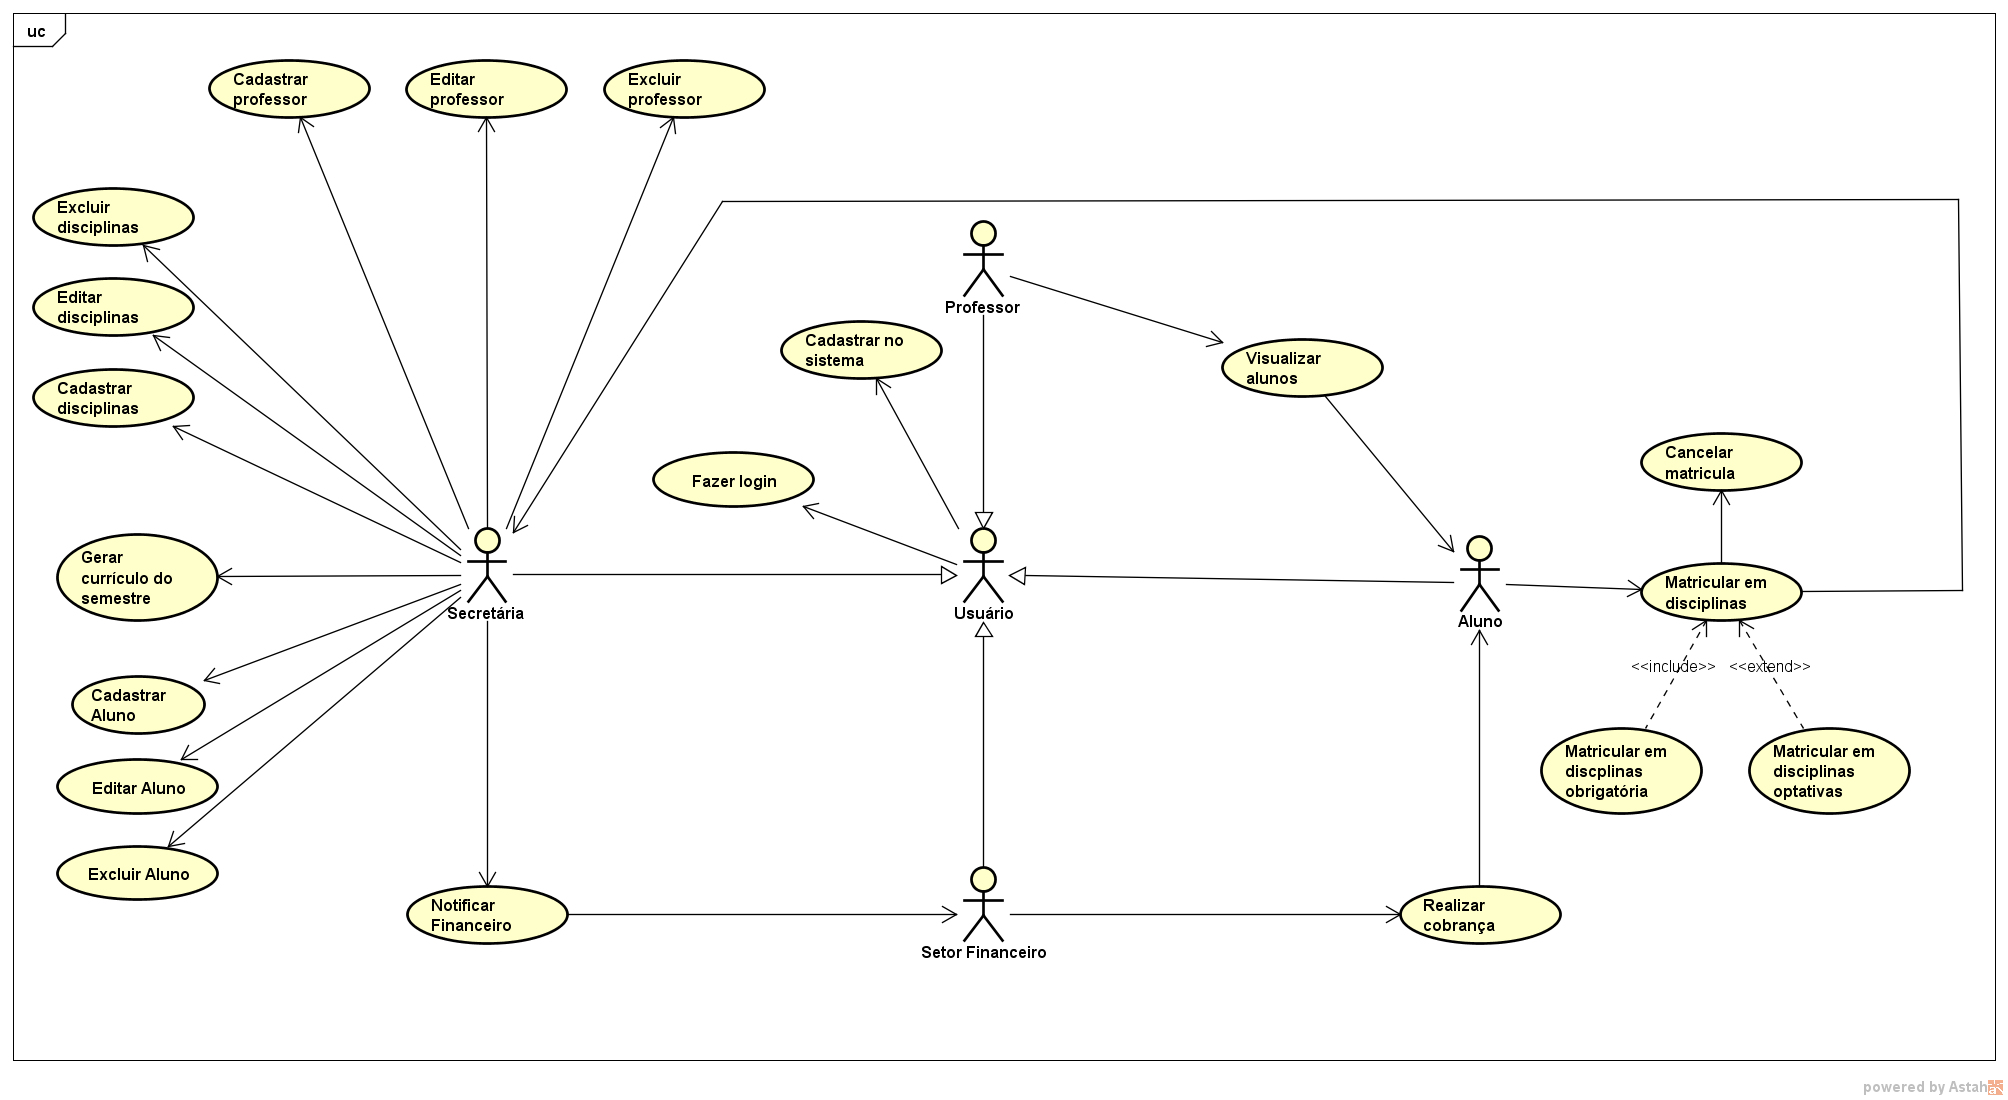 uc
Cadastrar
professor
Editar
professor
Excluir
professor
Excluir
disciplinas
Editar
disciplinas
Cadastrar
disciplinas
Gerar
currículo do
semestre
Cadastrar
Aluno
Editar Aluno
Excluir Aluno
Secretária
Notificar
Financeiro
Professor
Cadastrar no
sistema
Fazer login
Usuário
Setor Financeiro
Visualizar
alunos
Aluno
Realizar
cobrança
Cancelar
matricula
Matricular em
disciplinas
<<include>>
<<extend>>
Matricular em
discplinas
obrigatória
Matricular em
disciplinas
optativas
powered by Astah